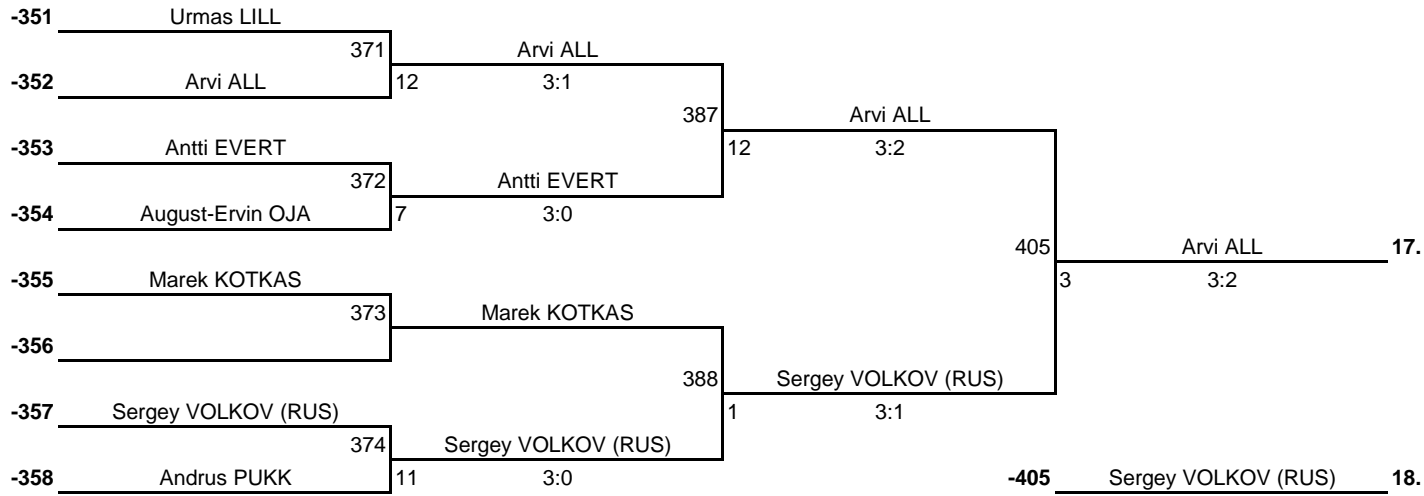 -351 Urmas LILL
371 Arvi ALL
-352 Arvi ALL 12 3:1
387 Arvi ALL
-353 Antti EVERT 12 3:2
372 Antti EVERT
-354 August-Ervin OJA 7 3:0
405 Arvi ALL 17.
-355 Marek KOTKAS 3 3:2
373 Marek KOTKAS
-356
388 Sergey VOLKOV (RUS)
-357 Sergey VOLKOV (RUS) 1 3:1
374 Sergey VOLKOV (RUS)
-358 Andrus PUKK 11 3:0 -405 Sergey VOLKOV (RUS) 18.